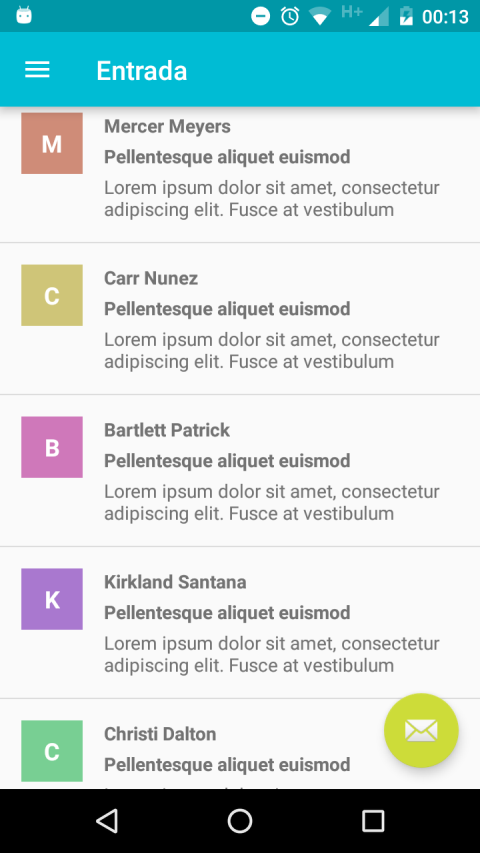 H+ 00:13
Entrada
M
Mercer Meyers
Pellentesque aliquet euismod
Lorem ipsum dolor sit amet, consectetur
adipiscing elit. Fusce at vestibulum
C
Carr Nunez
Pellentesque aliquet euismod
Lorem ipsum dolor sit amet, consectetur
adipiscing elit. Fusce at vestibulum
B
Bartlett Patrick
Pellentesque aliquet euismod
Lorem ipsum dolor sit amet, consectetur
adipiscing elit. Fusce at vestibulum
K
Kirkland Santana
Pellentesque aliquet euismod
Lorem ipsum dolor sit amet, consectetur
adipiscing elit. Fusce at vestibulum
C
Christi Dalton
Pellentesque aliquet euismod